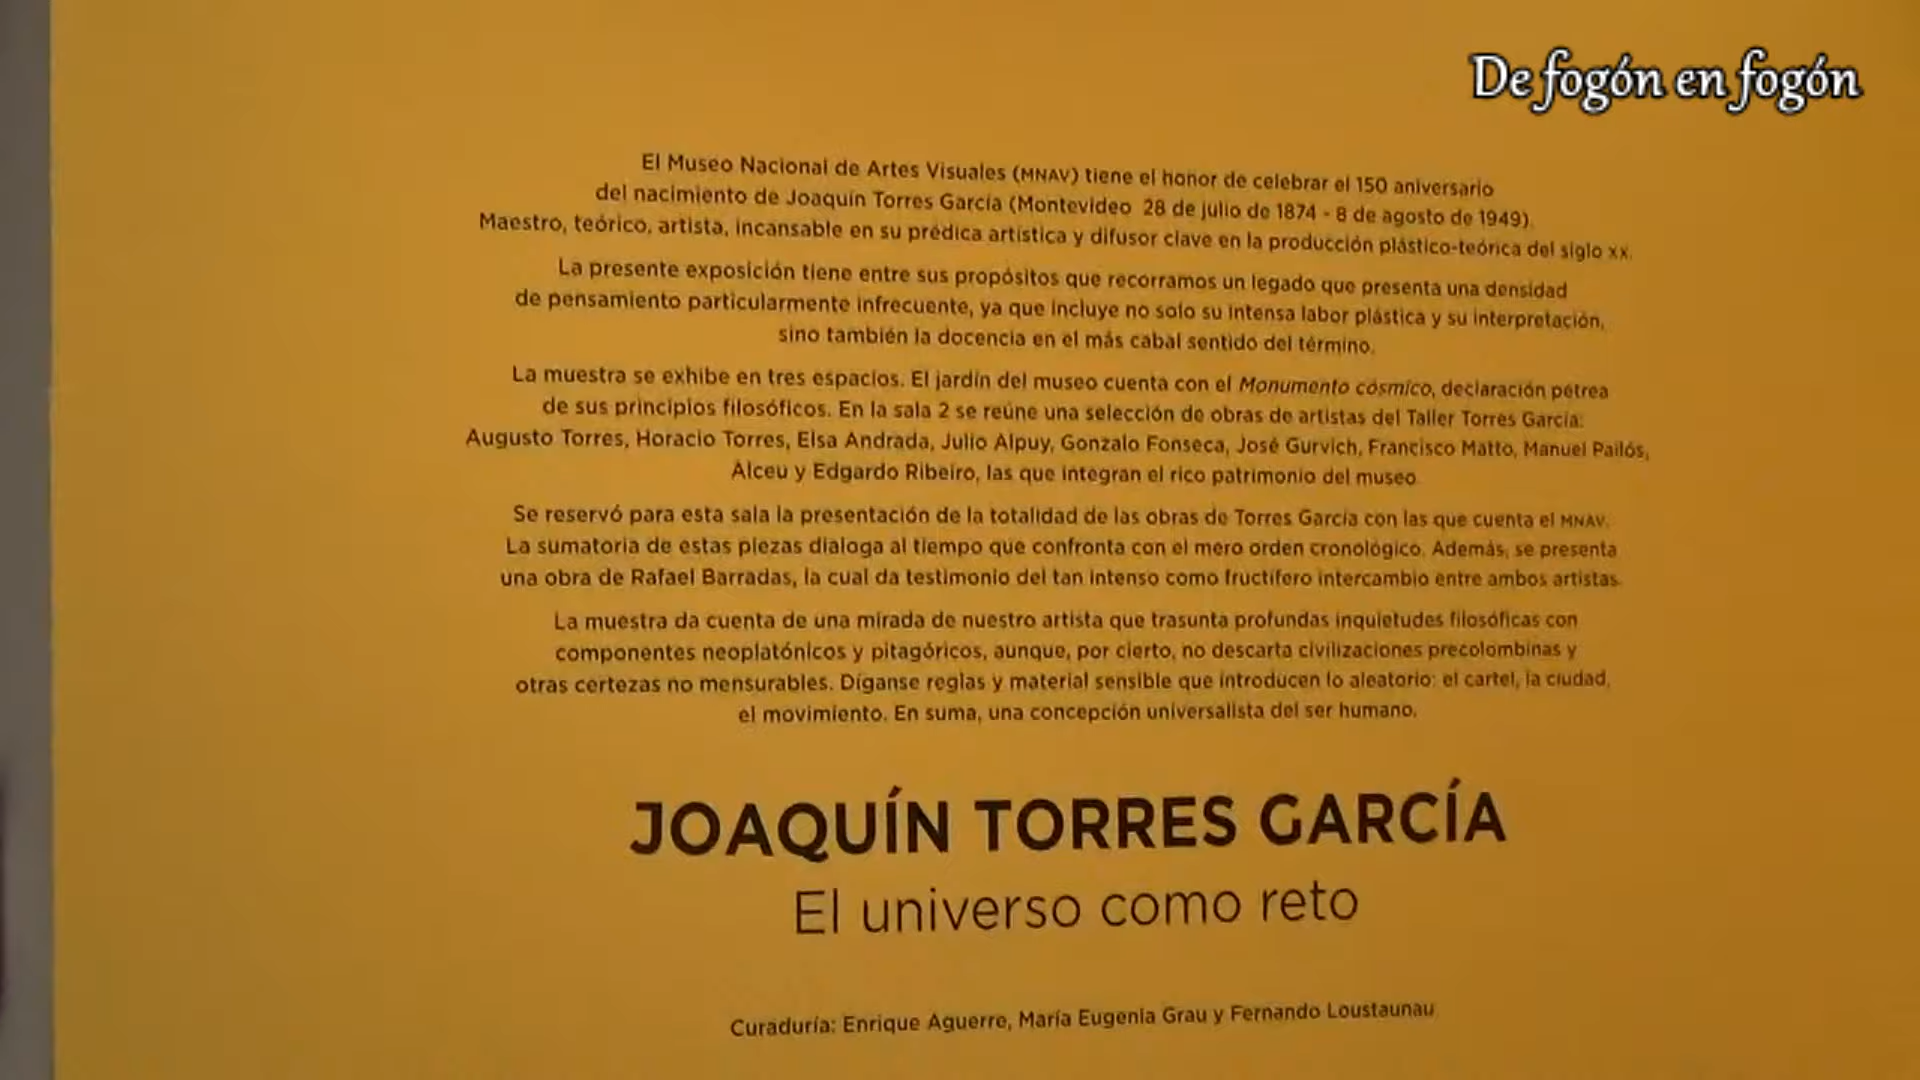 De fogón en fogón
El Museo Nacional de Artes Visuales (MNAV) tiene el honor de celebrar el 150 aniversario
del nacimiento de Joaquín Torres García (Montevideo 28 de julio de 1874 - 8 de agosto de 1949).
Maestro, teórico, artista, incansable en su prédica artística y difusor clave en la producción plástico-teórica del siglo XX.
La presente exposición tiene entre sus propósitos que recorramos un legado que presenta una densidad
de pensamiento particularmente infrecuente, ya que incluye no solo su intensa labor plástica y su interpretación,
sino también la docencia en el más cabal sentido del término.
La muestra se exhibe en tres espacios. El jardín del museo cuenta con el Monumento cósmico, declaración pétrea
de sus principios filosóficos. En la sala 2 se reúne una selección de obras de artistas del Taller Torres García:
Augusto Torres, Horacio Torres, Elsa Andrada, Julio Alpuy, Gonzalo Fonseca, José Gurvich, Francisco Matto, Manuel Pailós,
Alceu y Edgardo Ribeiro, las que integran el rico patrimonio del museo.
Se reservó para esta sala la presentación de la totalidad de las obras de Torres García con las que cuenta el MNAV.
La sumatoria de estas piezas dialoga al tiempo que confronta con el mero orden cronológico. Además, se presenta
una obra de Rafael Barradas, la cual da testimonio del tan intenso como fructífero intercambio entre ambos artistas.
La muestra da cuenta de una mirada de nuestro artista que trasunta profundas inquietudes filosóficas con
componentes neoplatónicos y pitagóricos, aunque, por cierto, no descarta civilizaciones precolombinas y
otras certezas no mensurables. Díganse reglas y material sensible que introducen lo aleatorio: el cartel, la ciudad,
el movimiento. En suma, una concepción universalista del ser humano.
JOAQUÍN TORRES GARCÍA
El universo como reto
Curaduría: Enrique Aguerre, María Eugenia Grau y Fernando Loustaunau